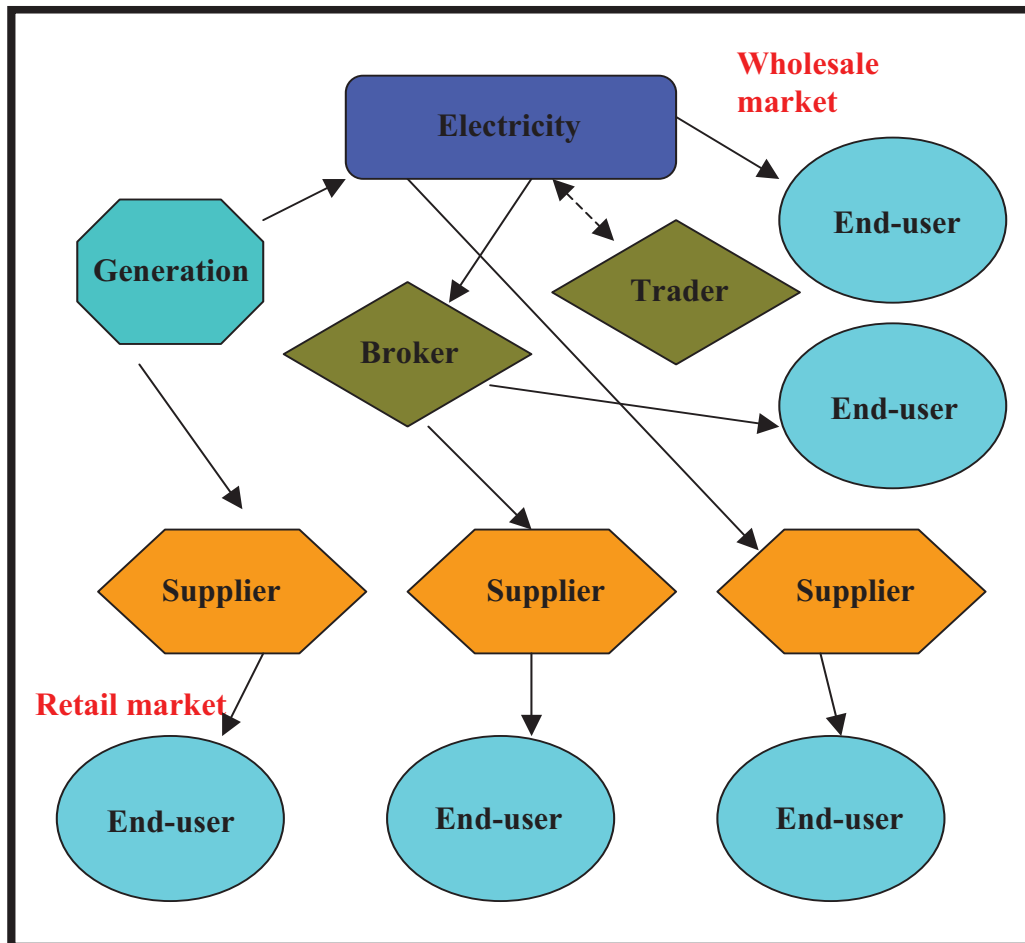 Wholesale
market
Electricity
End-user
Generation
Trader
Broker
End-user
Supplier
Supplier
Supplier
Retail market
End-user
End-user
End-user